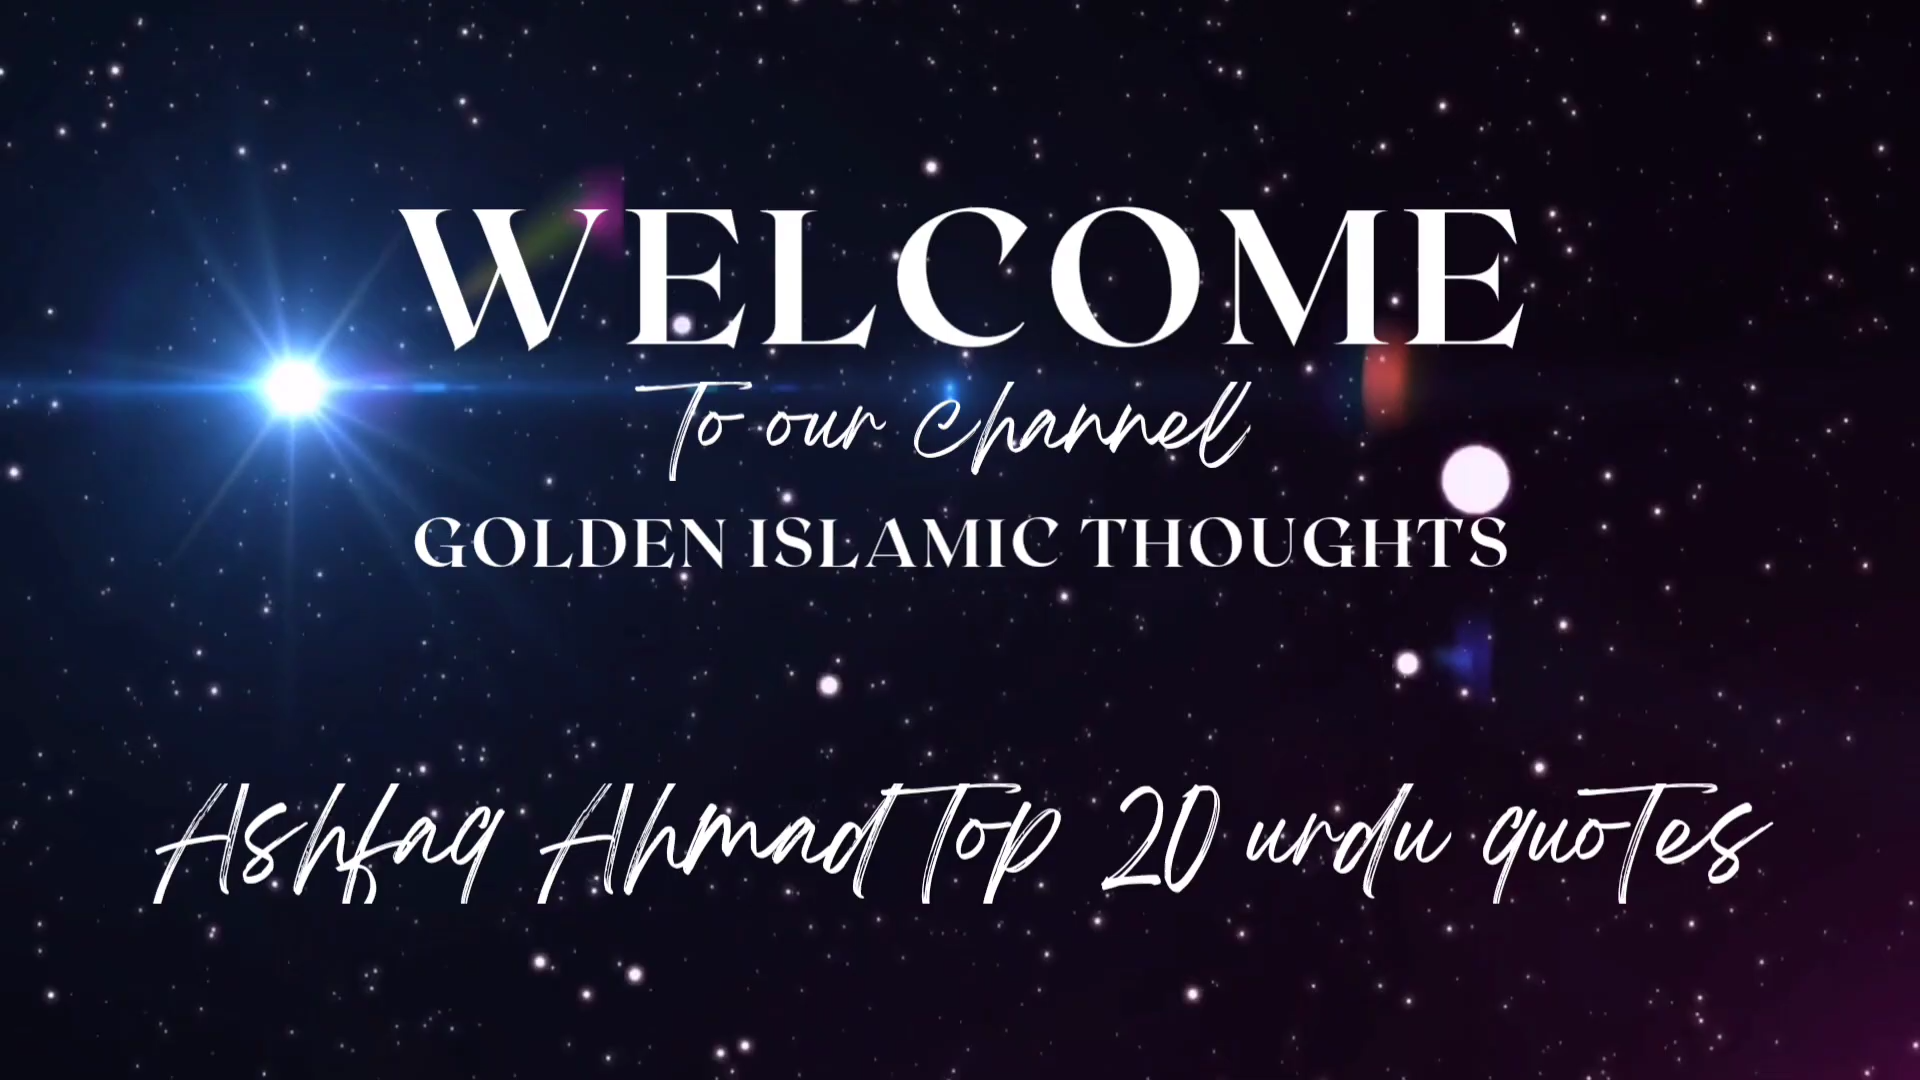 WELCOME
To our Channel
GOLDEN ISLAMIC THOUGHTS
Ashfaq Ahmad Top 20 urdu quotes